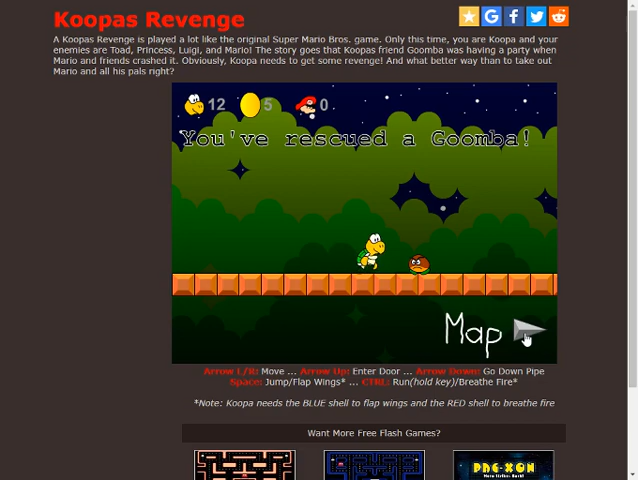 Koopas Revenge
A Koopas Revenge is played a lot like the original Super Mario Bros. game. Only this time, you are Koopa and your
enemies are Toad, Princess, Luigi, and Mario! The story goes that Koopas friend Goomba was having a party when
Mario and friends crashed it. Obviously, Koopa needs to get some revenge! And what better way than to take out
Mario and all his pals right?
12 5 0
You've rescued a Goomba!
Map
Arrow L/R: Move ... Arrow Up: Enter Door ... Arrow Down: Go Down Pipe
Space: Jump/Flap Wings* ... CTRL: Run(hold key)/Breathe Fire*
*Note: Koopa needs the BLUE shell to flap wings and the RED shell to breathe fire
Want More Free Flash Games?
PAC-XON